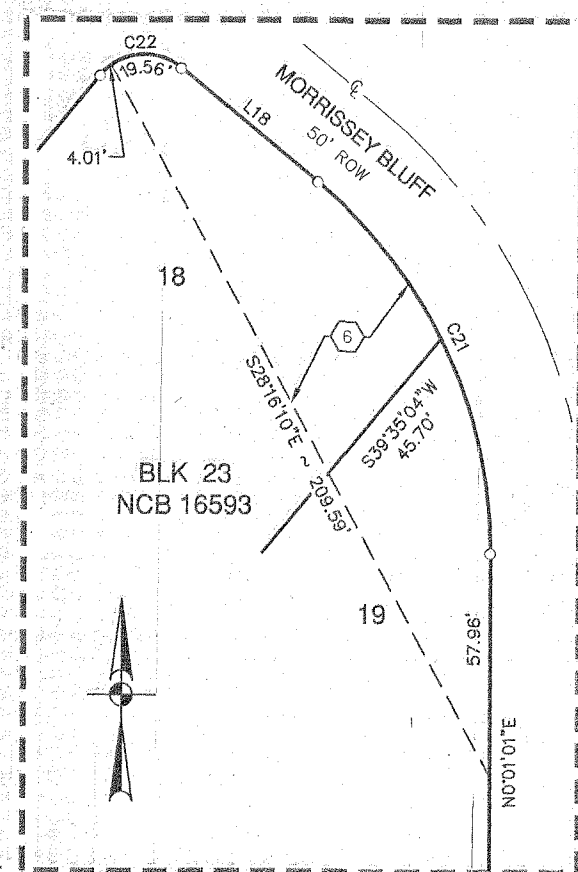 C22
19.56'
L18
℄
MORRISSEY BLUFF
50' ROW
4.01'
18
6
C21
S28°16'10"E ~ 209.59'
S39°35'04"W
45.70'
BLK 23
NCB 16593
19
57.96'
N0°01'01"E